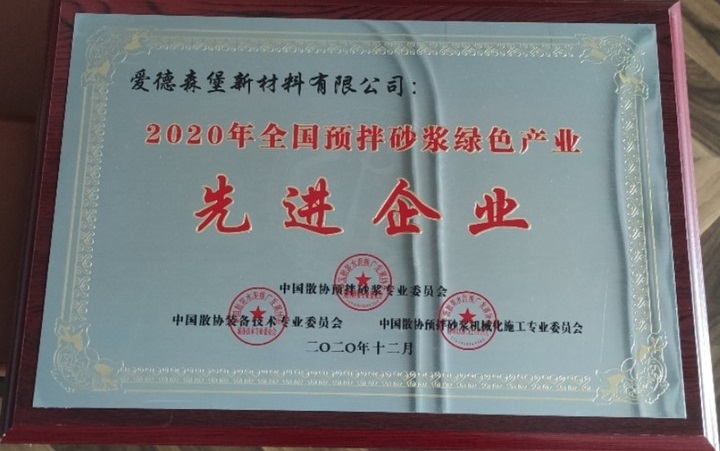 爱德森堡新材料有限公司：
2020年全国预拌砂浆绿色产业
先进企业
中国散协预拌砂浆专业委员会
中国散协装备技术专业委员会 中国散协预拌砂浆机械化施工专业委员会
二〇二〇年十二月